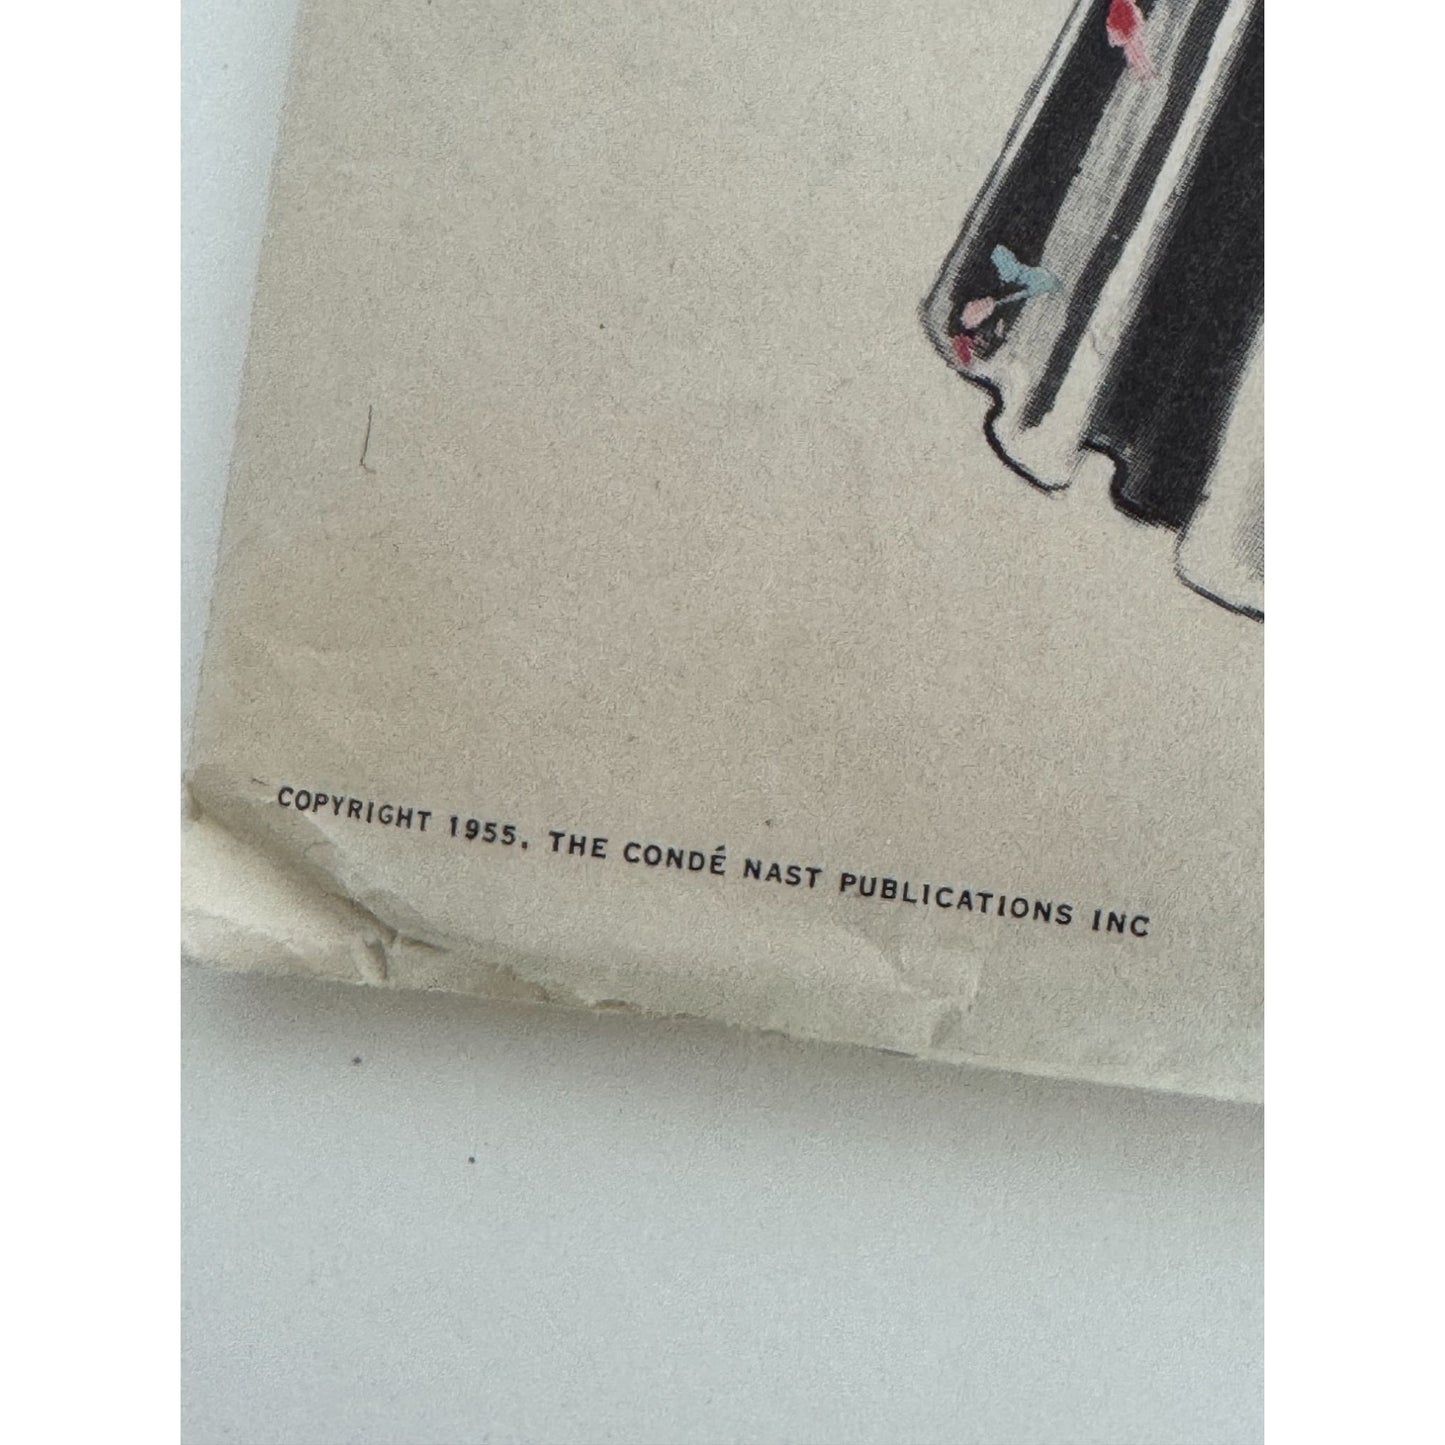 COPYRIGHT 1955, THE CONDÉ NAST PUBLICATIONS INC